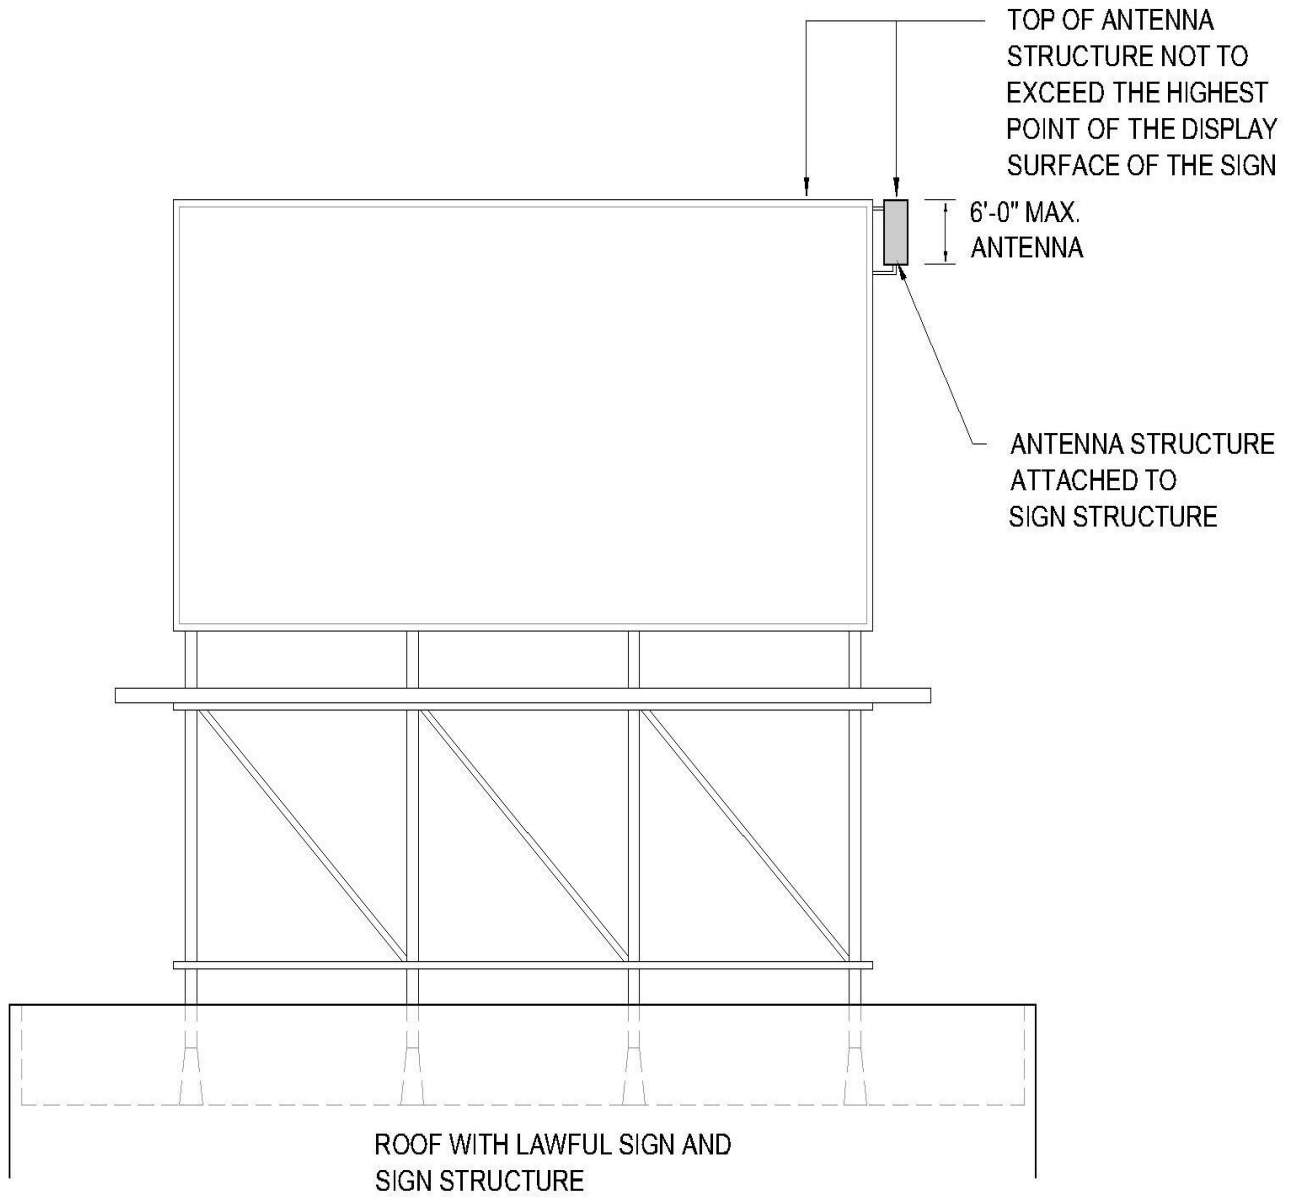 TOP OF ANTENNA
STRUCTURE NOT TO
EXCEED THE HIGHEST
POINT OF THE DISPLAY
SURFACE OF THE SIGN
6'-0" MAX.
ANTENNA
ANTENNA STRUCTURE
ATTACHED TO
SIGN STRUCTURE
ROOF WITH LAWFUL SIGN AND
SIGN STRUCTURE